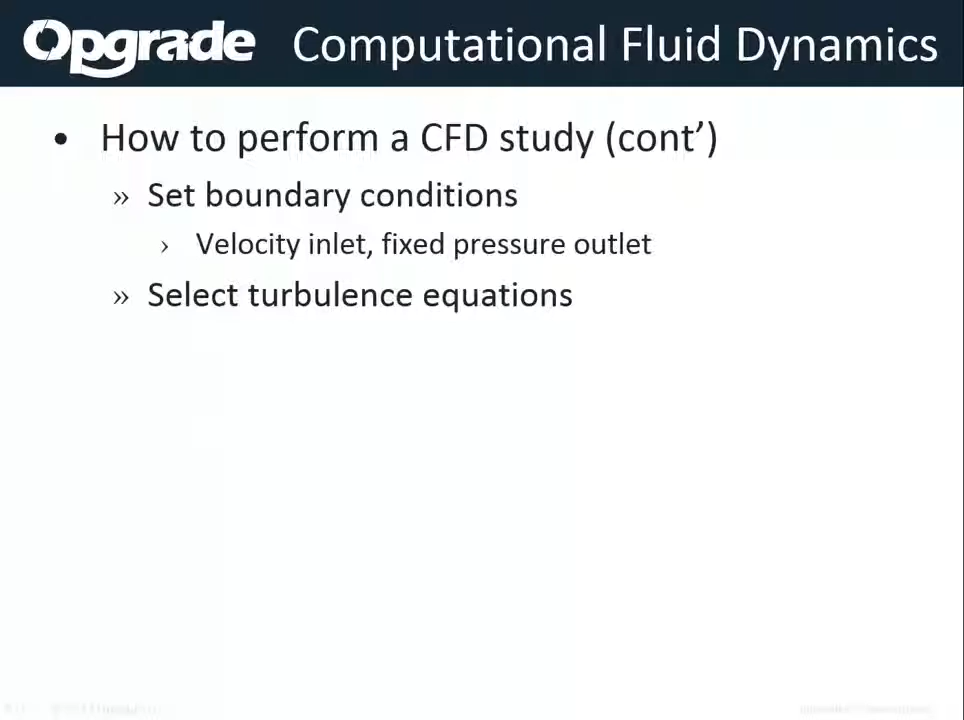 Opgrade Computational Fluid Dynamics
• How to perform a CFD study (cont’)
» Set boundary conditions
› Velocity inlet, fixed pressure outlet
» Select turbulence equations